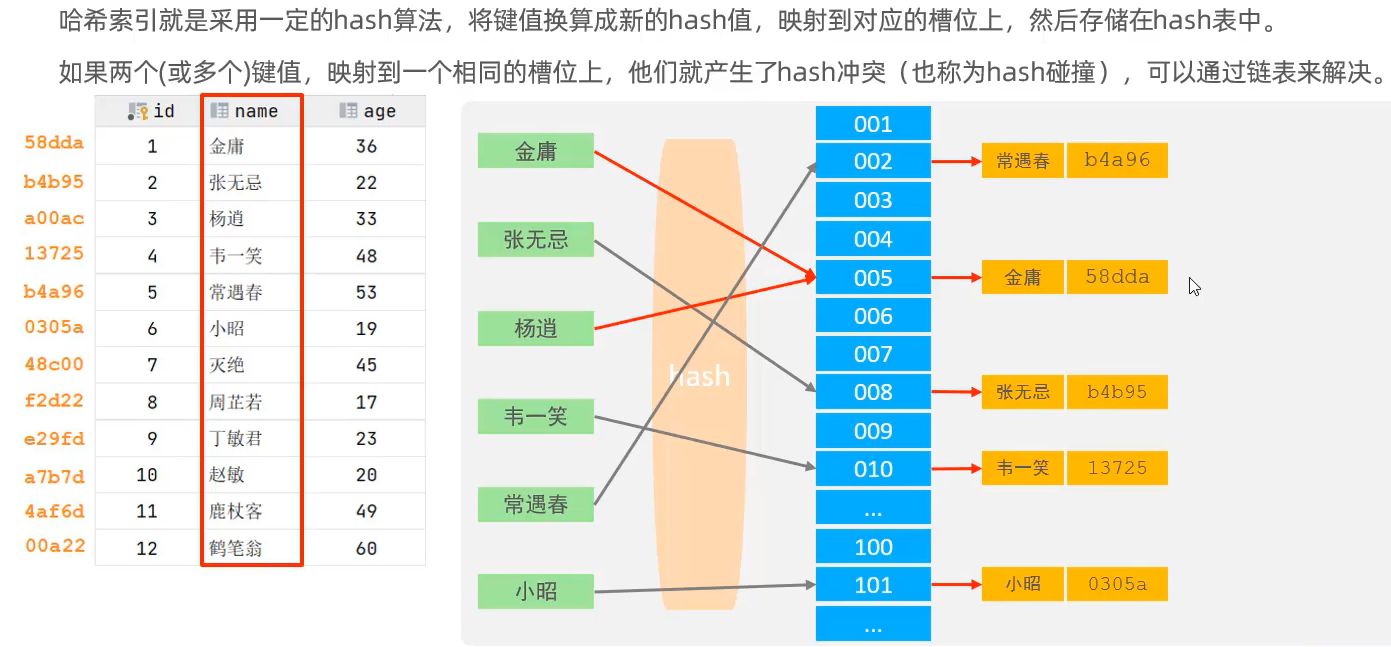 哈希索引就是采用一定的hash算法，将键值换算成新的hash值，映射到对应的槽位上，然后存储在hash表中。
如果两个(或多个)键值，映射到一个相同的槽位上，他们就产生了hash冲突（也称为hash碰撞），可以通过链表来解决。
id name age
58dda 1 金庸 36
b4b95 2 张无忌 22
a00ac 3 杨逍 33
13725 4 韦一笑 48
b4a96 5 常遇春 53
0305a 6 小昭 19
48c00 7 灭绝 45
f2d22 8 周芷若 17
e29fd 9 丁敏君 23
a7b7d 10 赵敏 20
4af6d 11 鹿杖客 49
00a22 12 鹤笔翁 60
金庸
张无忌
杨逍
韦一笑
常遇春
小昭
hash
001
002 常遇春 b4a96
003
004
005 金庸 58dda
006
007
008 张无忌 b4b95
009
010 韦一笑 13725
...
100
101 小昭 0305a
...